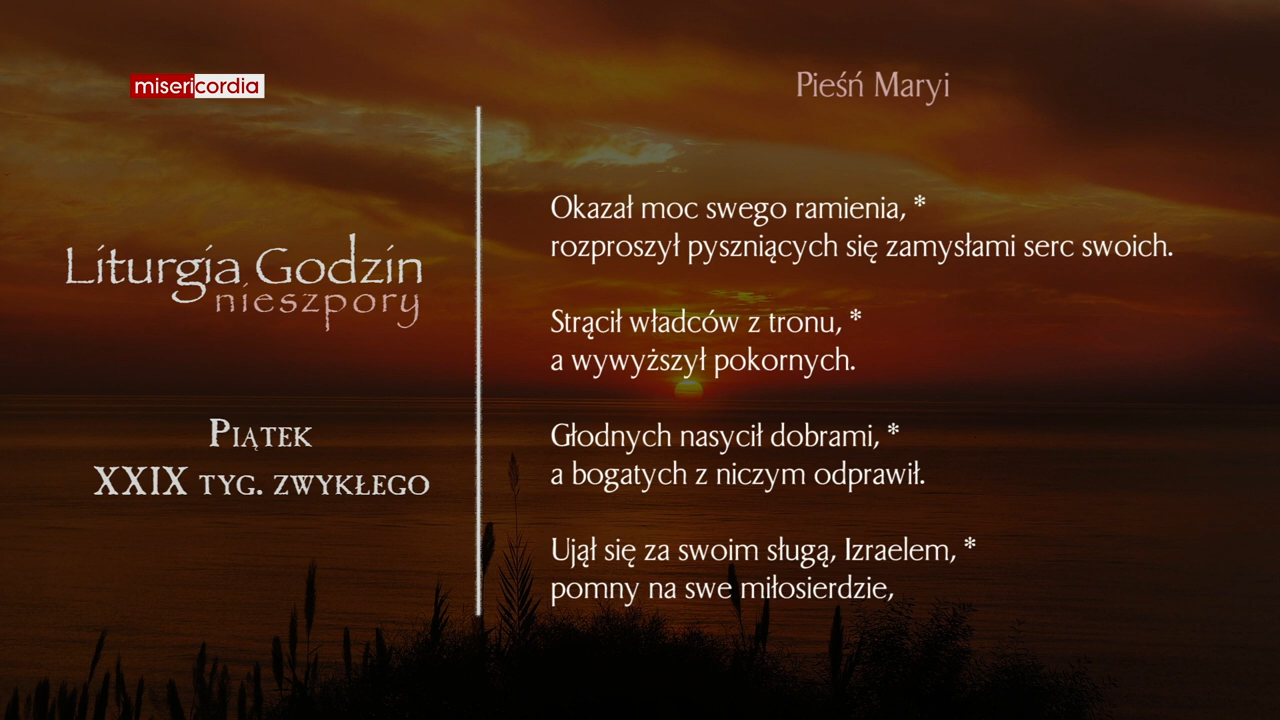 misericordia
Pieśń Maryi
Liturgia Godzin
nieszpory
Piątek
XXIX tyg. zwykłego
Okazał moc swego ramienia, *
rozproszył pyszniących się zamysłami serc swoich.
Strącił władców z tronu, *
a wywyższył pokornych.
Głodnych nasycił dobrami, *
a bogatych z niczym odprawił.
Ujął się za swoim sługą, Izraelem, *
pomny na swe miłosierdzie,